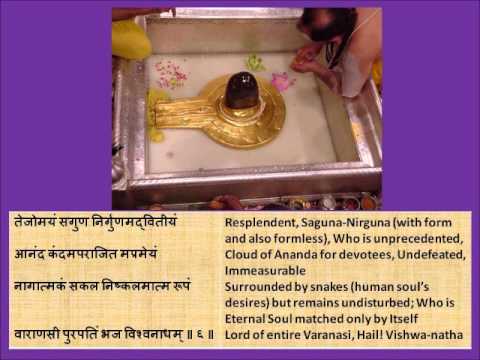 तेजोमयं सगुण निर्गुणमद्वितीयं
आनंद कंदमपराजित मप्रमेयं
नागात्मकं सकल निष्कलमात्म रूपं
वाराणसी पुरपतिं भज विश्वनाधम् ॥ ६ ॥
Resplendent, Saguna-Nirguna (with form
and also formless), Who is unprecedented,
Cloud of Ananda for devotees, Undefeated,
Immeasurable
Surrounded by snakes (human soul’s
desires) but remains undisturbed; Who is
Eternal Soul matched only by Itself
Lord of entire Varanasi, Hail! Vishwa-natha